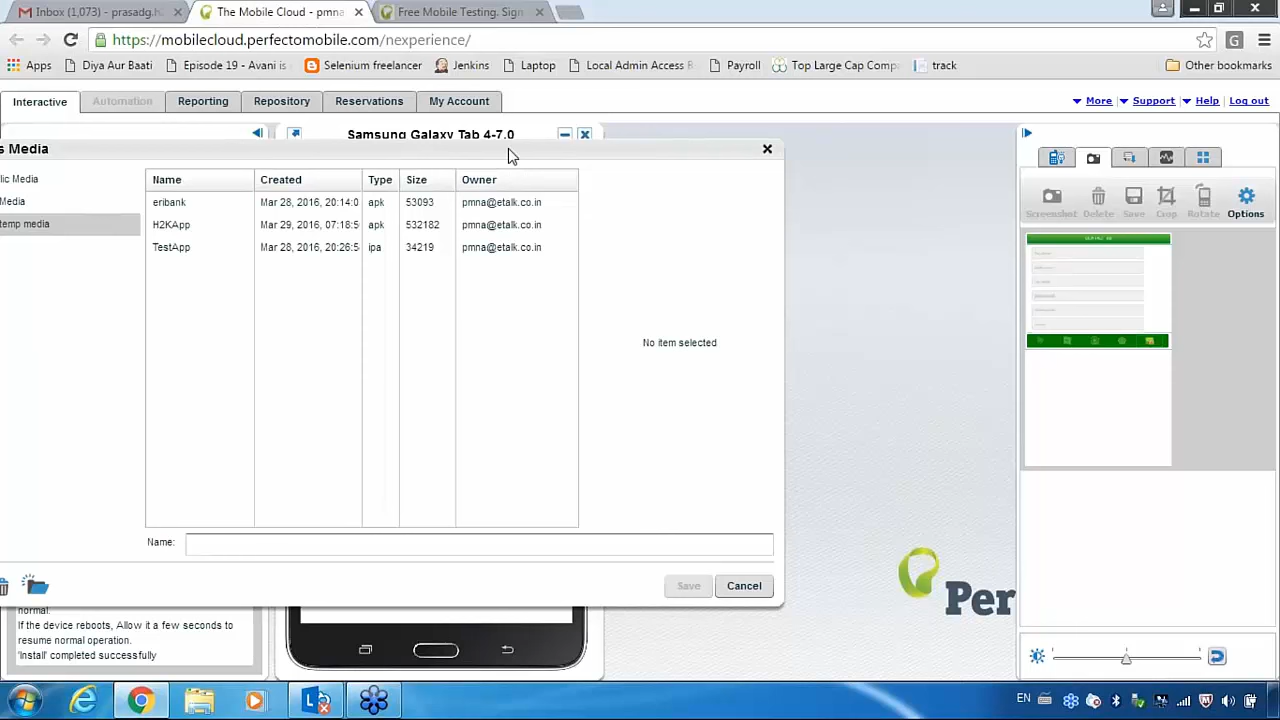 Inbox (1,073) - prasadg.h
The Mobile Cloud - pmna
Free Mobile Testing. Sign
https://mobilecloud.perfectomobile.com/nexperience/
Apps
Diya Aur Baati
Episode 19 - Avani is
Selenium freelancer
Jenkins
Laptop
Local Admin Access R
Payroll
Top Large Cap Comp
track
Other bookmarks
Interactive
Automation
Reporting
Repository
Reservations
My Account
More
Support
Help
Log out
Samsung Galaxy Tab 4-7.0
s Media
lic Media
Media
temp media
Name Created Type Size Owner
eribank Mar 28, 2016, 20:14:0 apk 53093 pmna@etalk.co.in
H2KApp Mar 29, 2016, 07:18:5 apk 532182 pmna@etalk.co.in
TestApp Mar 28, 2016, 20:26:5 ipa 94219 pmna@etalk.co.in
No item selected
Name:
Save
Cancel
Screenshot
Delete
Save
Crop
Rotate
Options
normal.
If the device reboots, Allow it a few seconds to
resume normal operation.
'Install' completed successfully
Per
EN